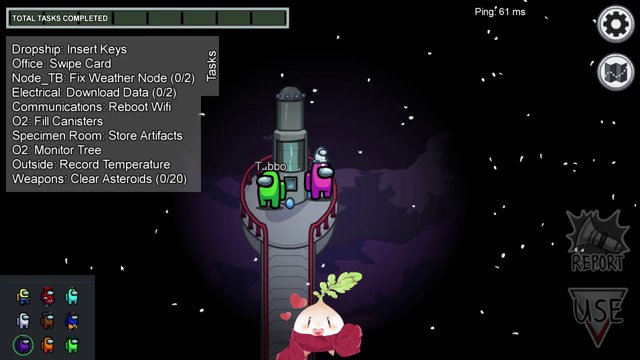 TOTAL TASKS COMPLETED
Ping: 61 ms
Dropship: Insert Keys
Office: Swipe Card
Node_TB: Fix Weather Node (0/2)
Electrical: Download Data (0/2)
Communications: Reboot Wifi
O2: Fill Canisters
Specimen Room: Store Artifacts
O2: Monitor Tree
Outside: Record Temperature
Weapons: Clear Asteroids (0/20)
Tasks
Tubbo
REPORT
USE